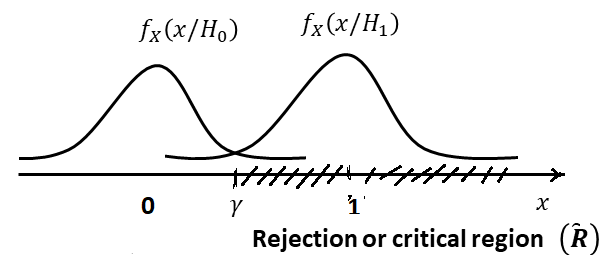 f_X(x/H_0) f_X(x/H_1)
0 γ 1 x
Rejection or critical region (R̂)